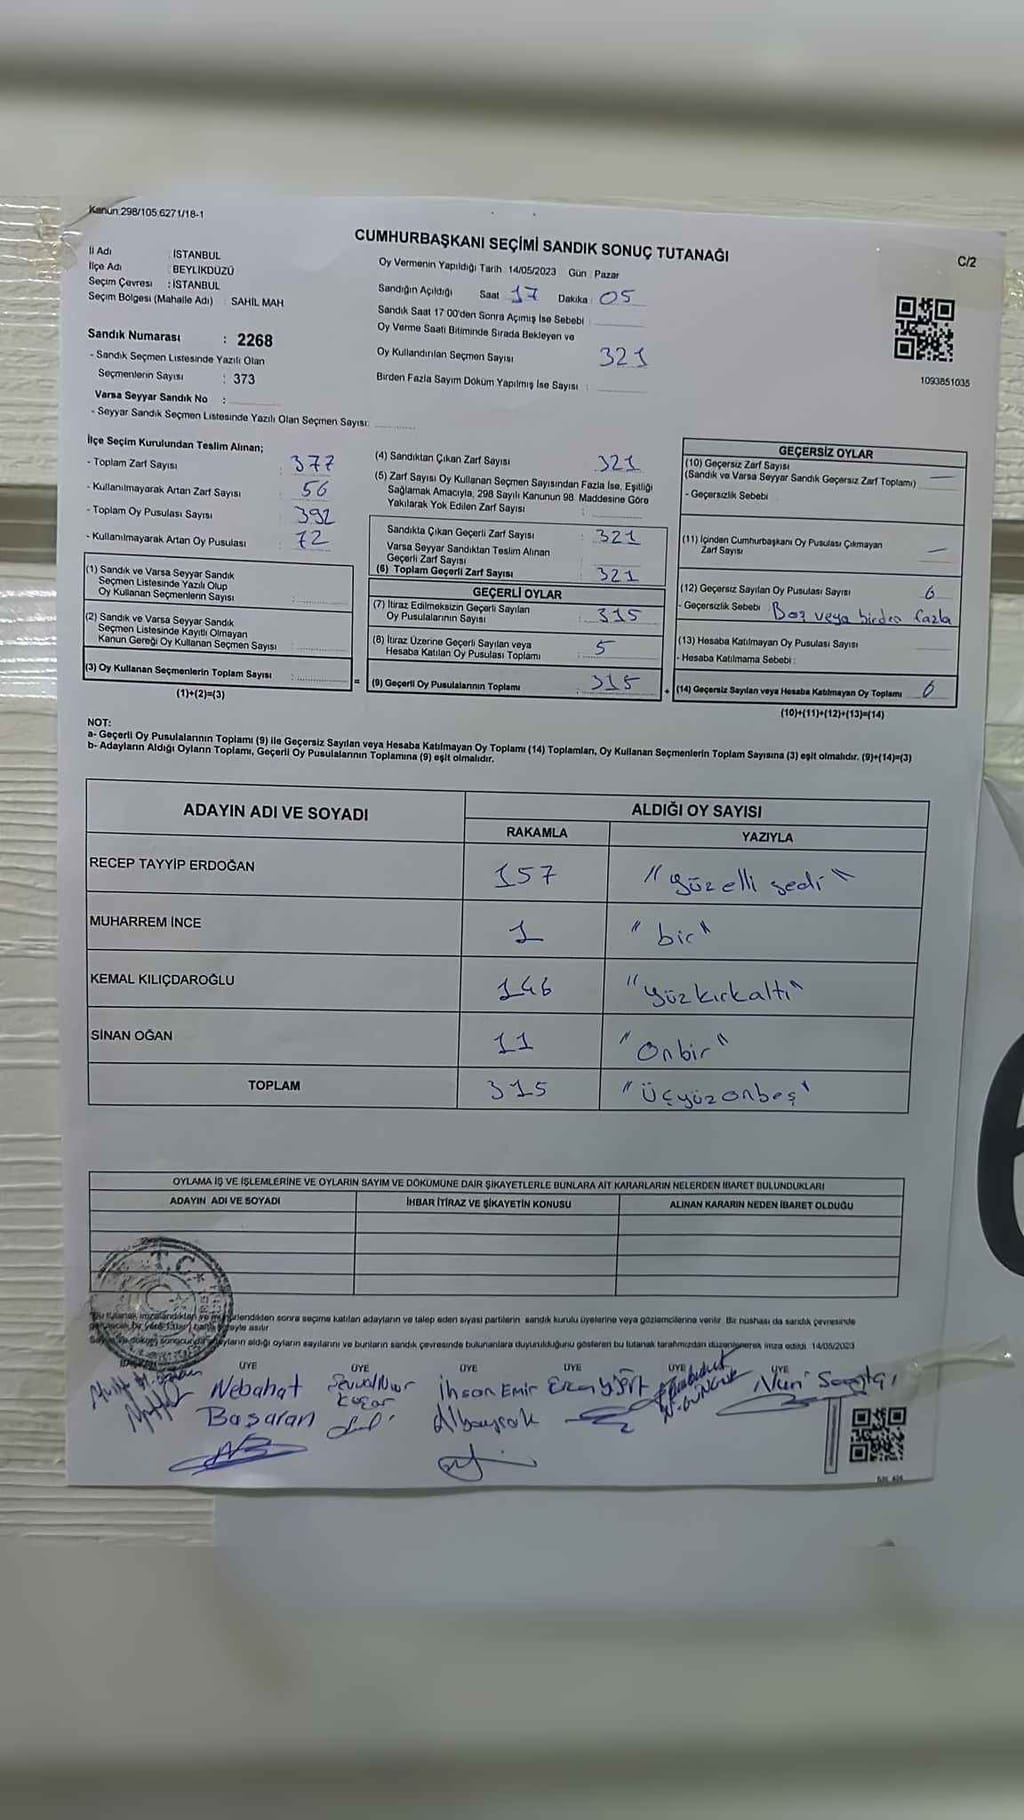 Kanun:298/105,6271/18-1
CUMHURBAŞKANI SEÇİMİ SANDIK SONUÇ TUTANAĞI
C/2
İl Adı : İSTANBUL
İlçe Adı : BEYLİKDÜZÜ
Seçim Çevresi : İSTANBUL
Seçim Bölgesi (Mahalle Adı) : SAHİL MAH
Oy Vermenin Yapıldığı Tarih: 14/05/2023 Gün : Pazar
Sandığın Açıldığı Saat 17 Dakika 05
Sandık Saat 17:00'den Sonra Açımış İse Sebebi :
Oy Verme Saati Bitiminde Sırada Bekleyen ve
Oy Kullandırılan Seçmen Sayısı 321
Birden Fazla Sayım Döküm Yapılmış İse Sayısı :
1093851035
Sandık Numarası : 2268
- Sandık Seçmen Listesinde Yazılı Olan
Seçmenlerin Sayısı : 373
Varsa Seyyar Sandık No :
- Seyyar Sandık Seçmen Listesinde Yazılı Olan Seçmen Sayısı:
İlçe Seçim Kurulundan Teslim Alınan;
- Toplam Zarf Sayısı : 377
- Kullanılmayarak Artan Zarf Sayısı : 56
- Toplam Oy Pusulası Sayısı : 392
- Kullanılmayarak Artan Oy Pusulası : 72
(1) Sandık ve Varsa Seyyar Sandık
Seçmen Listesinde Yazılı Olup
Oy Kullanan Seçmenlerin Sayısı :
(2) Sandık ve Varsa Seyyar Sandık
Seçmen Listesinde Kayıtlı Olmayan
Kanun Gereği Oy Kullanan Seçmen Sayısı :
(3) Oy Kullanan Seçmenlerin Toplam Sayısı :
(1)+(2)=(3)
(4) Sandıktan Çıkan Zarf Sayısı : 321
(5) Zarf Sayısı Oy Kullanan Seçmen Sayısından Fazla İse, Eşitliği
Sağlamak Amacıyla, 298 Sayılı Kanunun 98. Maddesine Göre
Yakılarak Yok Edilen Zarf Sayısı :
Sandıkta Çıkan Geçerli Zarf Sayısı : 321
Varsa Seyyar Sandıktan Teslim Alınan
Geçerli Zarf Sayısı :
(6) Toplam Geçerli Zarf Sayısı : 321
GEÇERLİ OYLAR
(7) İtiraz Edilmeksizin Geçerli Sayılan
Oy Pusulalarının Sayısı : 315
(8) İtiraz Üzerine Geçerli Sayılan veya
Hesaba Katılan Oy Pusulası Toplamı : 5
= (9) Geçerli Oy Pusulalarının Toplamı : 315
GEÇERSİZ OYLAR
(10) Geçersiz Zarf Sayısı
(Sandık ve Varsa Seyyar Sandık Geçersiz Zarf Toplamı) : —
- Geçersizlik Sebebi :
(11) İçinden Cumhurbaşkanı Oy Pusulası Çıkmayan
Zarf Sayısı : —
(12) Geçersiz Sayılan Oy Pusulası Sayısı : 6
- Geçersizlik Sebebi : Boş veya birden fazla
(13) Hesaba Katılmayan Oy Pusulası Sayısı :
- Hesaba Katılmama Sebebi :
+ (14) Geçersiz Sayılan veya Hesaba Katılmayan Oy Toplamı : 6
(10)+(11)+(12)+(13)=(14)
NOT:
a- Geçerli Oy Pusulalarının Toplamı (9) ile Geçersiz Sayılan veya Hesaba Katılmayan Oy Toplamı (14) Toplamları, Oy Kullanan Seçmenlerin Toplam Sayısına (3) eşit olmalıdır. (9)+(14)=(3)
b- Adayların Aldığı Oyların Toplamı, Geçerli Oy Pusulalarının Toplamına (9) eşit olmalıdır.
ADAYIN ADI VE SOYADI ALDIĞI OY SAYISI
RAKAMLA YAZIYLA
RECEP TAYYİP ERDOĞAN 157 "yüzelli yedi"
MUHARREM İNCE 1 "bir"
KEMAL KILIÇDAROĞLU 146 "yüzkırkaltı"
SİNAN OĞAN 11 "Onbir"
TOPLAM 315 "Üçyüzonbeş"
OYLAMA İŞ VE İŞLEMLERİNE VE OYLARIN SAYIM VE DÖKÜMÜNE DAİR ŞİKAYETLERLE BUNLARA AİT KARARLARIN NELERDEN İBARET BULUNDUKLARI
ADAYIN ADI VE SOYADI İHBAR İTİRAZ VE ŞİKAYETİN KONUSU ALINAN KARARIN NEDEN İBARET OLDUĞU
T.C.
Bu tutanak imzalandıktan ve mühürlendikten sonra seçime katılan adayların ve talep eden siyasi partilerin sandık kurulu üyelerine veya gözlemcilerine verilir. Bir nüshası da sandık çevresinde
aldığı oyların sayılarını ve bunların sandık çevresinde bulunanlara duyurulduğunu gösteren bu tutanak tarafımızdan düzenlenerek imza edildi. 14/05/2023
ÜYE ÜYE ÜYE ÜYE ÜYE ÜYE
Nebahat Başaran
İhsan Emir Albayrak
Nuri